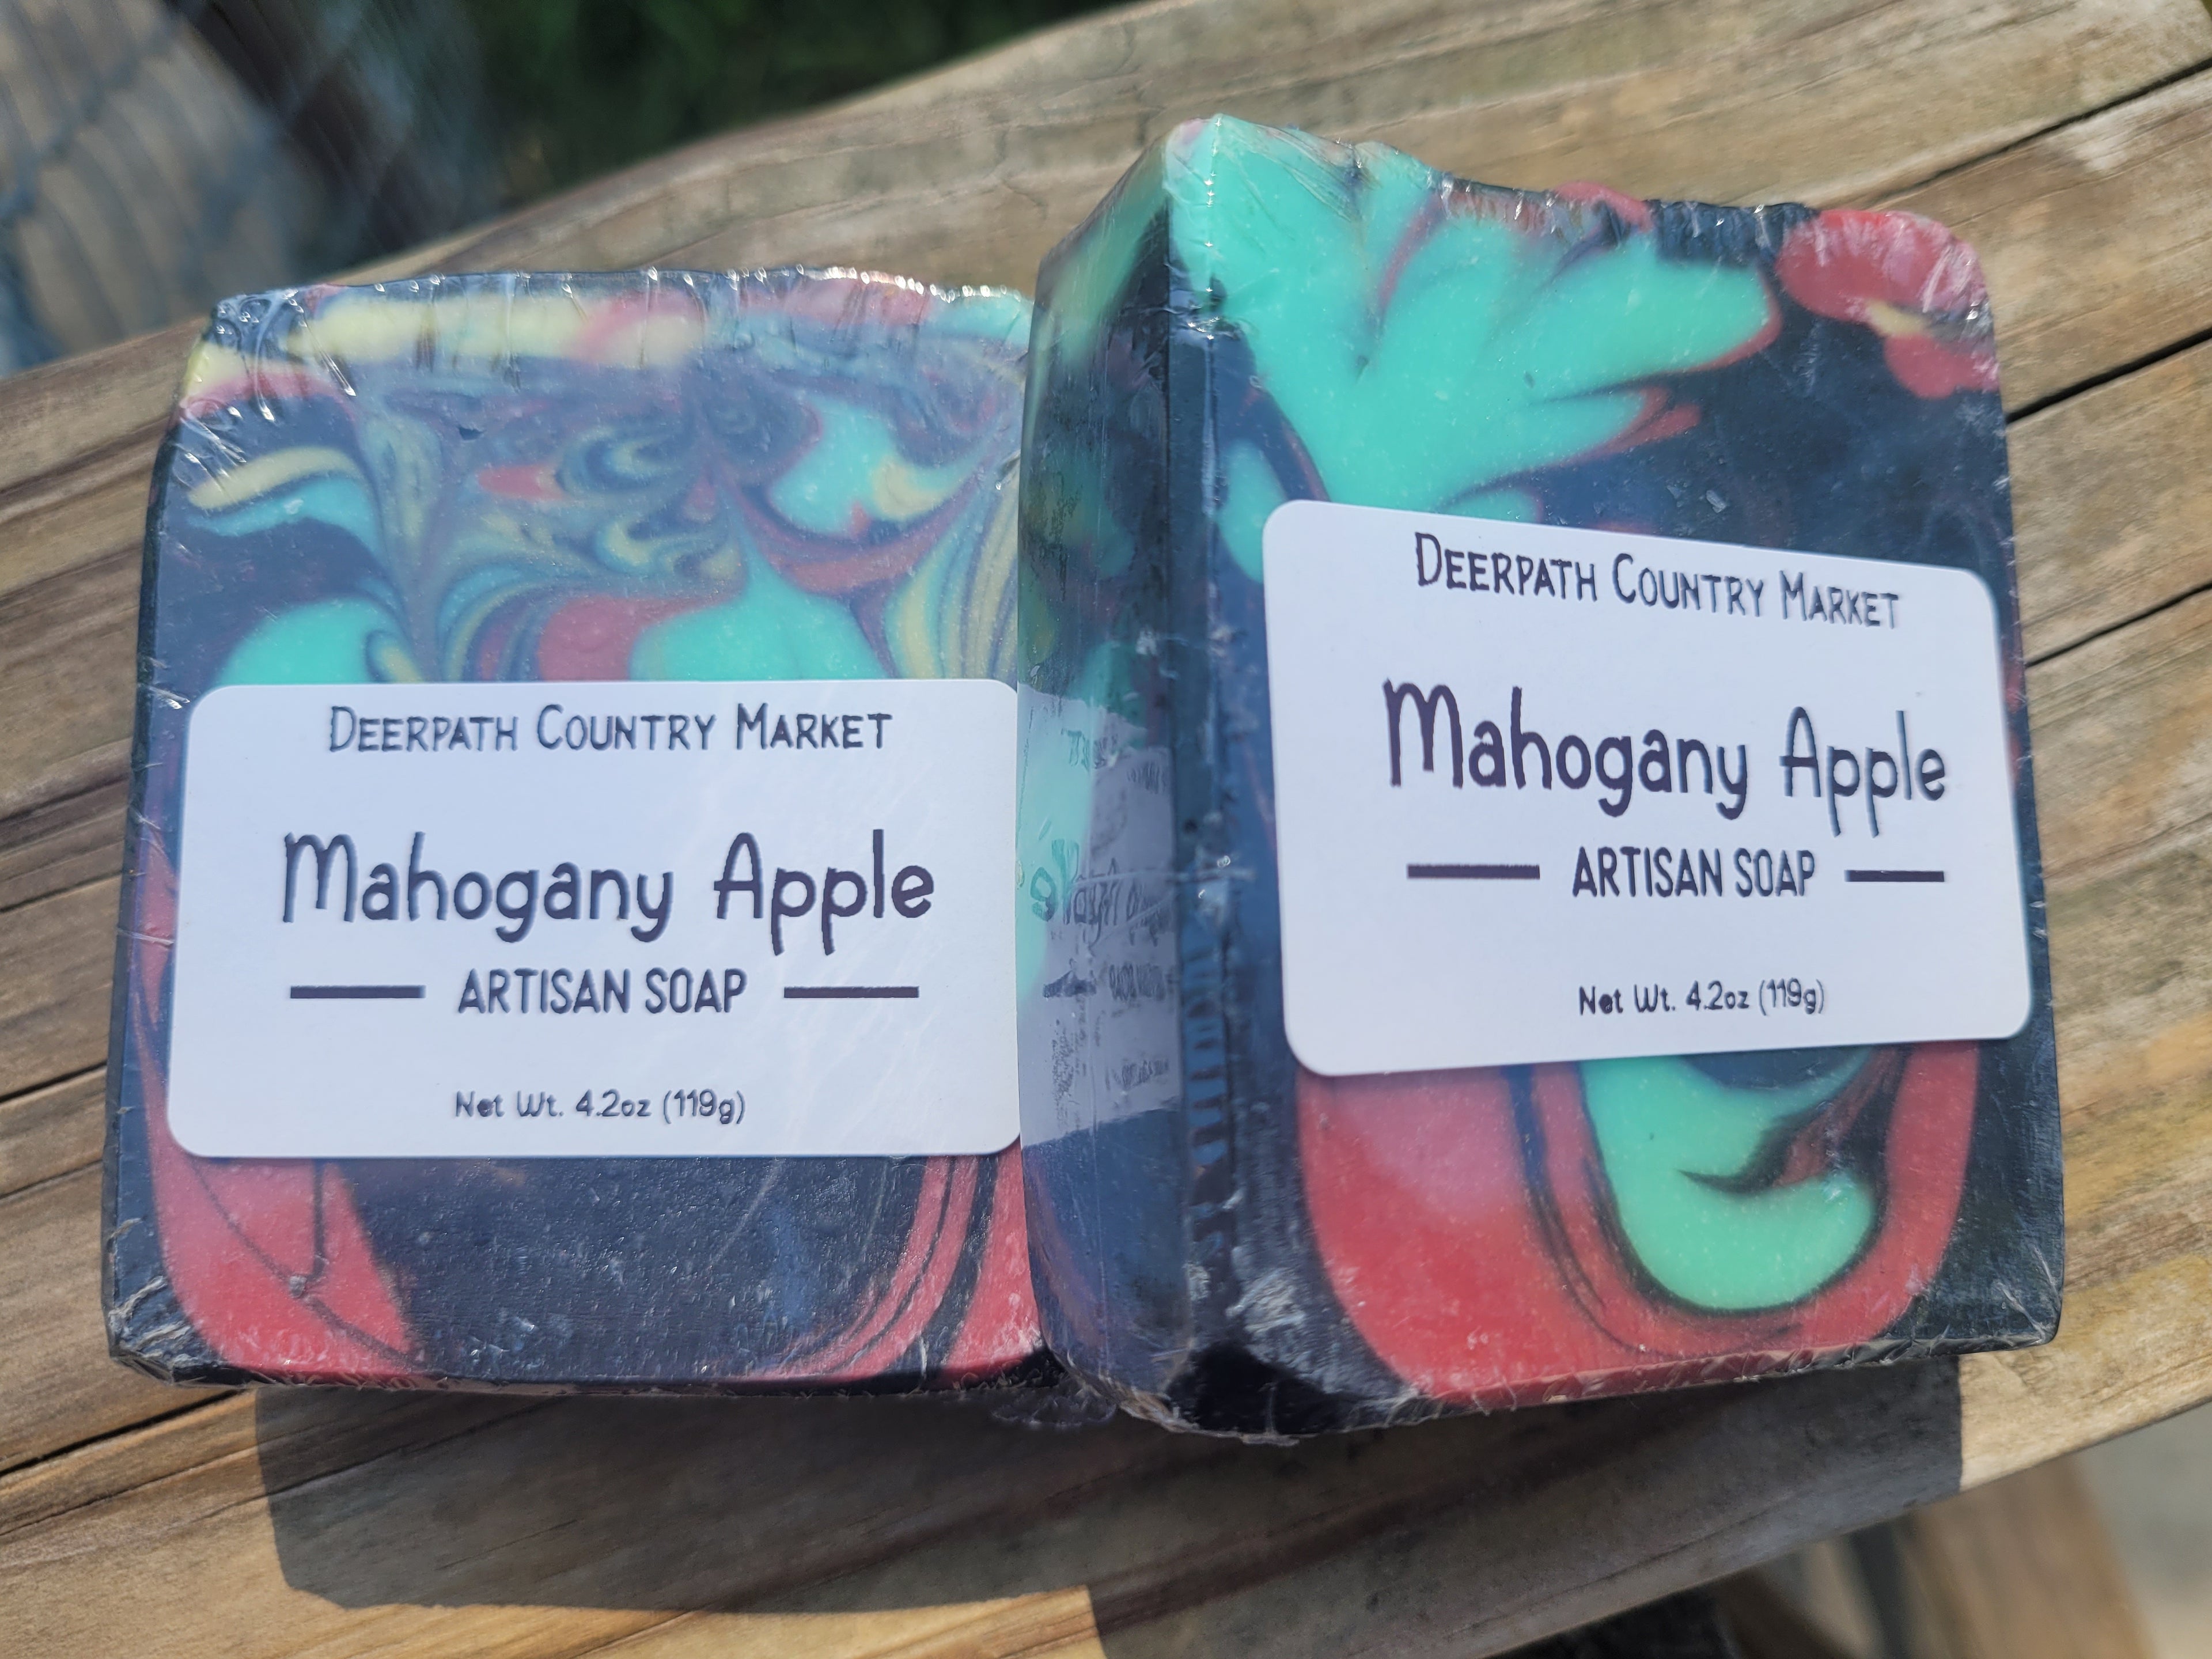 DEERPATH COUNTRY MARKET
Mahogany Apple
ARTISAN SOAP
Net Wt. 4.2oz (119g)
DEERPATH COUNTRY MARKET
Mahogany Apple
ARTISAN SOAP
Net Wt. 4.2oz (119g)